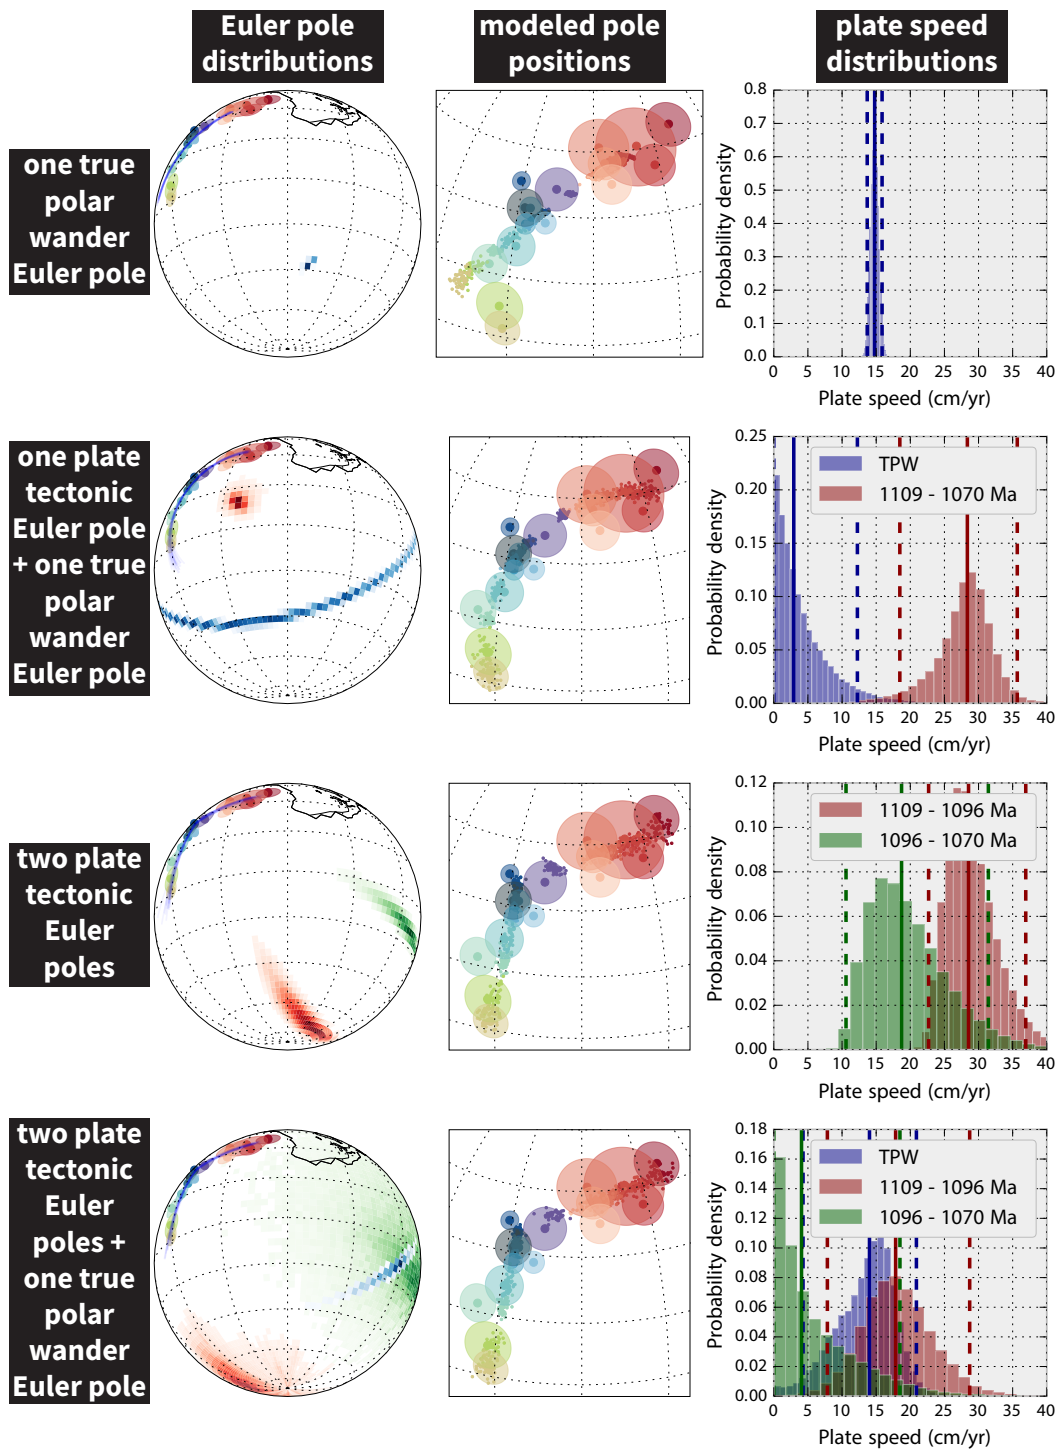 Euler pole
distributions
modeled pole
positions
plate speed
distributions
one true
polar
wander
Euler pole
0.8
0.7
0.6
0.5
0.4
0.3
0.2
0.1
0.0
Probability density
0 5 10 15 20 25 30 35 40
Plate speed (cm/yr)
one plate
tectonic
Euler pole
+ one true
polar
wander
Euler pole
0.25
0.20
0.15
0.10
0.05
0.00
Probability density
TPW
1109 - 1070 Ma
0 5 10 15 20 25 30 35 40
Plate speed (cm/yr)
two plate
tectonic
Euler
poles
0.12
0.10
0.08
0.06
0.04
0.02
0.00
Probability density
1109 - 1096 Ma
1096 - 1070 Ma
0 5 10 15 20 25 30 35 40
Plate speed (cm/yr)
two plate
tectonic
Euler
poles +
one true
polar
wander
Euler pole
0.18
0.16
0.14
0.12
0.10
0.08
0.06
0.04
0.02
0.00
Probability density
TPW
1109 - 1096 Ma
1096 - 1070 Ma
0 5 10 15 20 25 30 35 40
Plate speed (cm/yr)